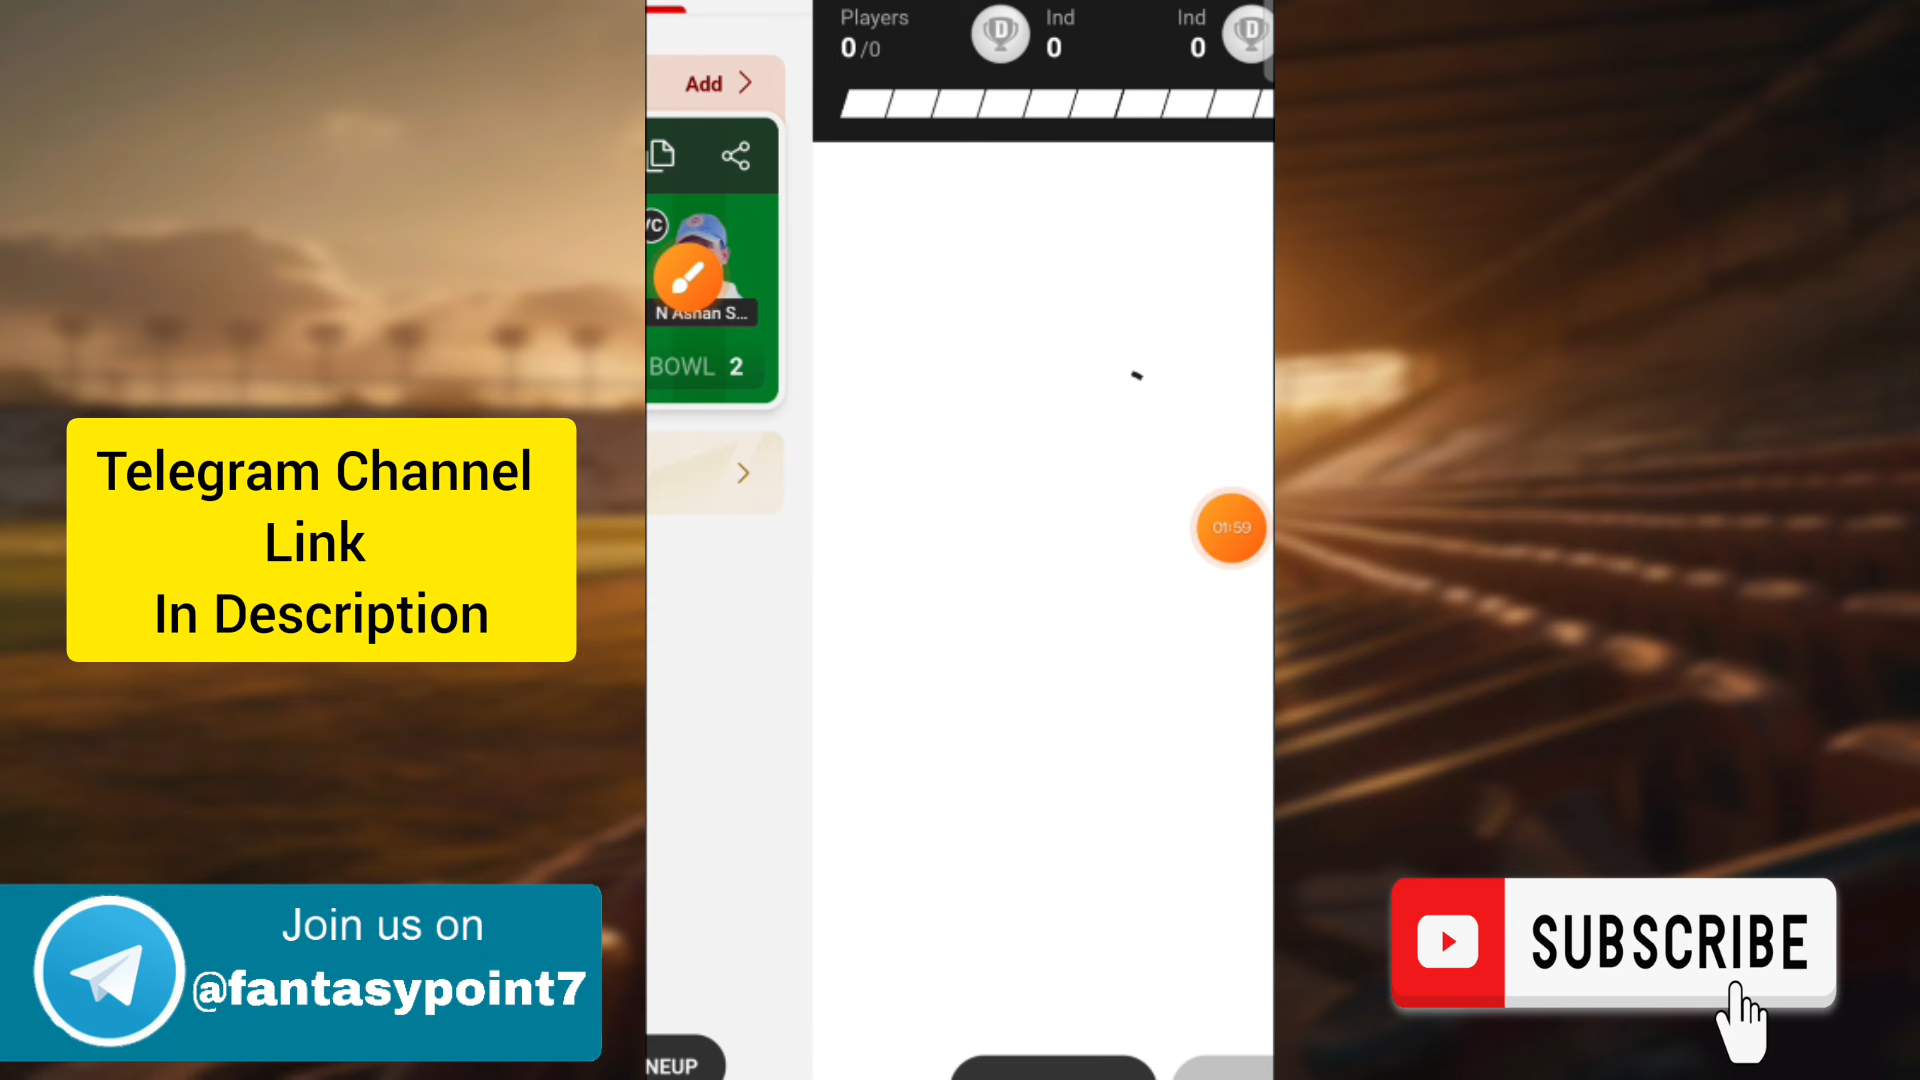 Players
0/0
D
Ind
0
Ind
0
D
Add
VC
N Ashan S...
BOWL 2
01:59
Telegram Channel
Link
In Description
Join us on
@fantasypoint7
SUBSCRIBE
NEUP